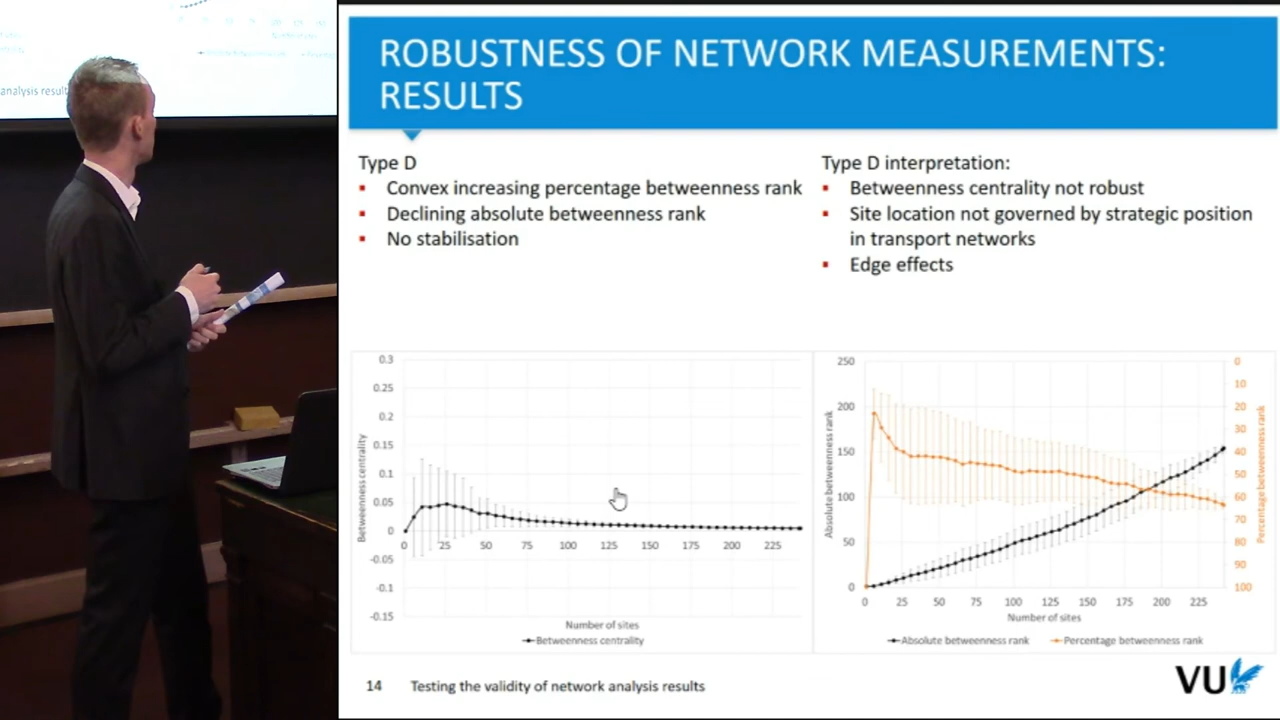 analysis result
ROBUSTNESS OF NETWORK MEASUREMENTS:
RESULTS
Type D
▪ Convex increasing percentage betweenness rank
▪ Declining absolute betweenness rank
▪ No stabilisation
Type D interpretation:
▪ Betweenness centrality not robust
▪ Site location not governed by strategic position
in transport networks
▪ Edge effects
Betweenness centrality
0.3
0.25
0.2
0.15
0.1
0.05
0
-0.05
-0.1
-0.15
0 25 50 75 100 125 150 175 200 225
Number of sites
Betweenness centrality
Absolute betweenness rank
250
200
150
100
50
0
0 25 50 75 100 125 150 175 200 225
Number of sites
0
10
20
30
40
50
60
70
80
90
100
Percentage betweenness rank
Absolute betweenness rank Percentage betweenness rank
14 Testing the validity of network analysis results
VU